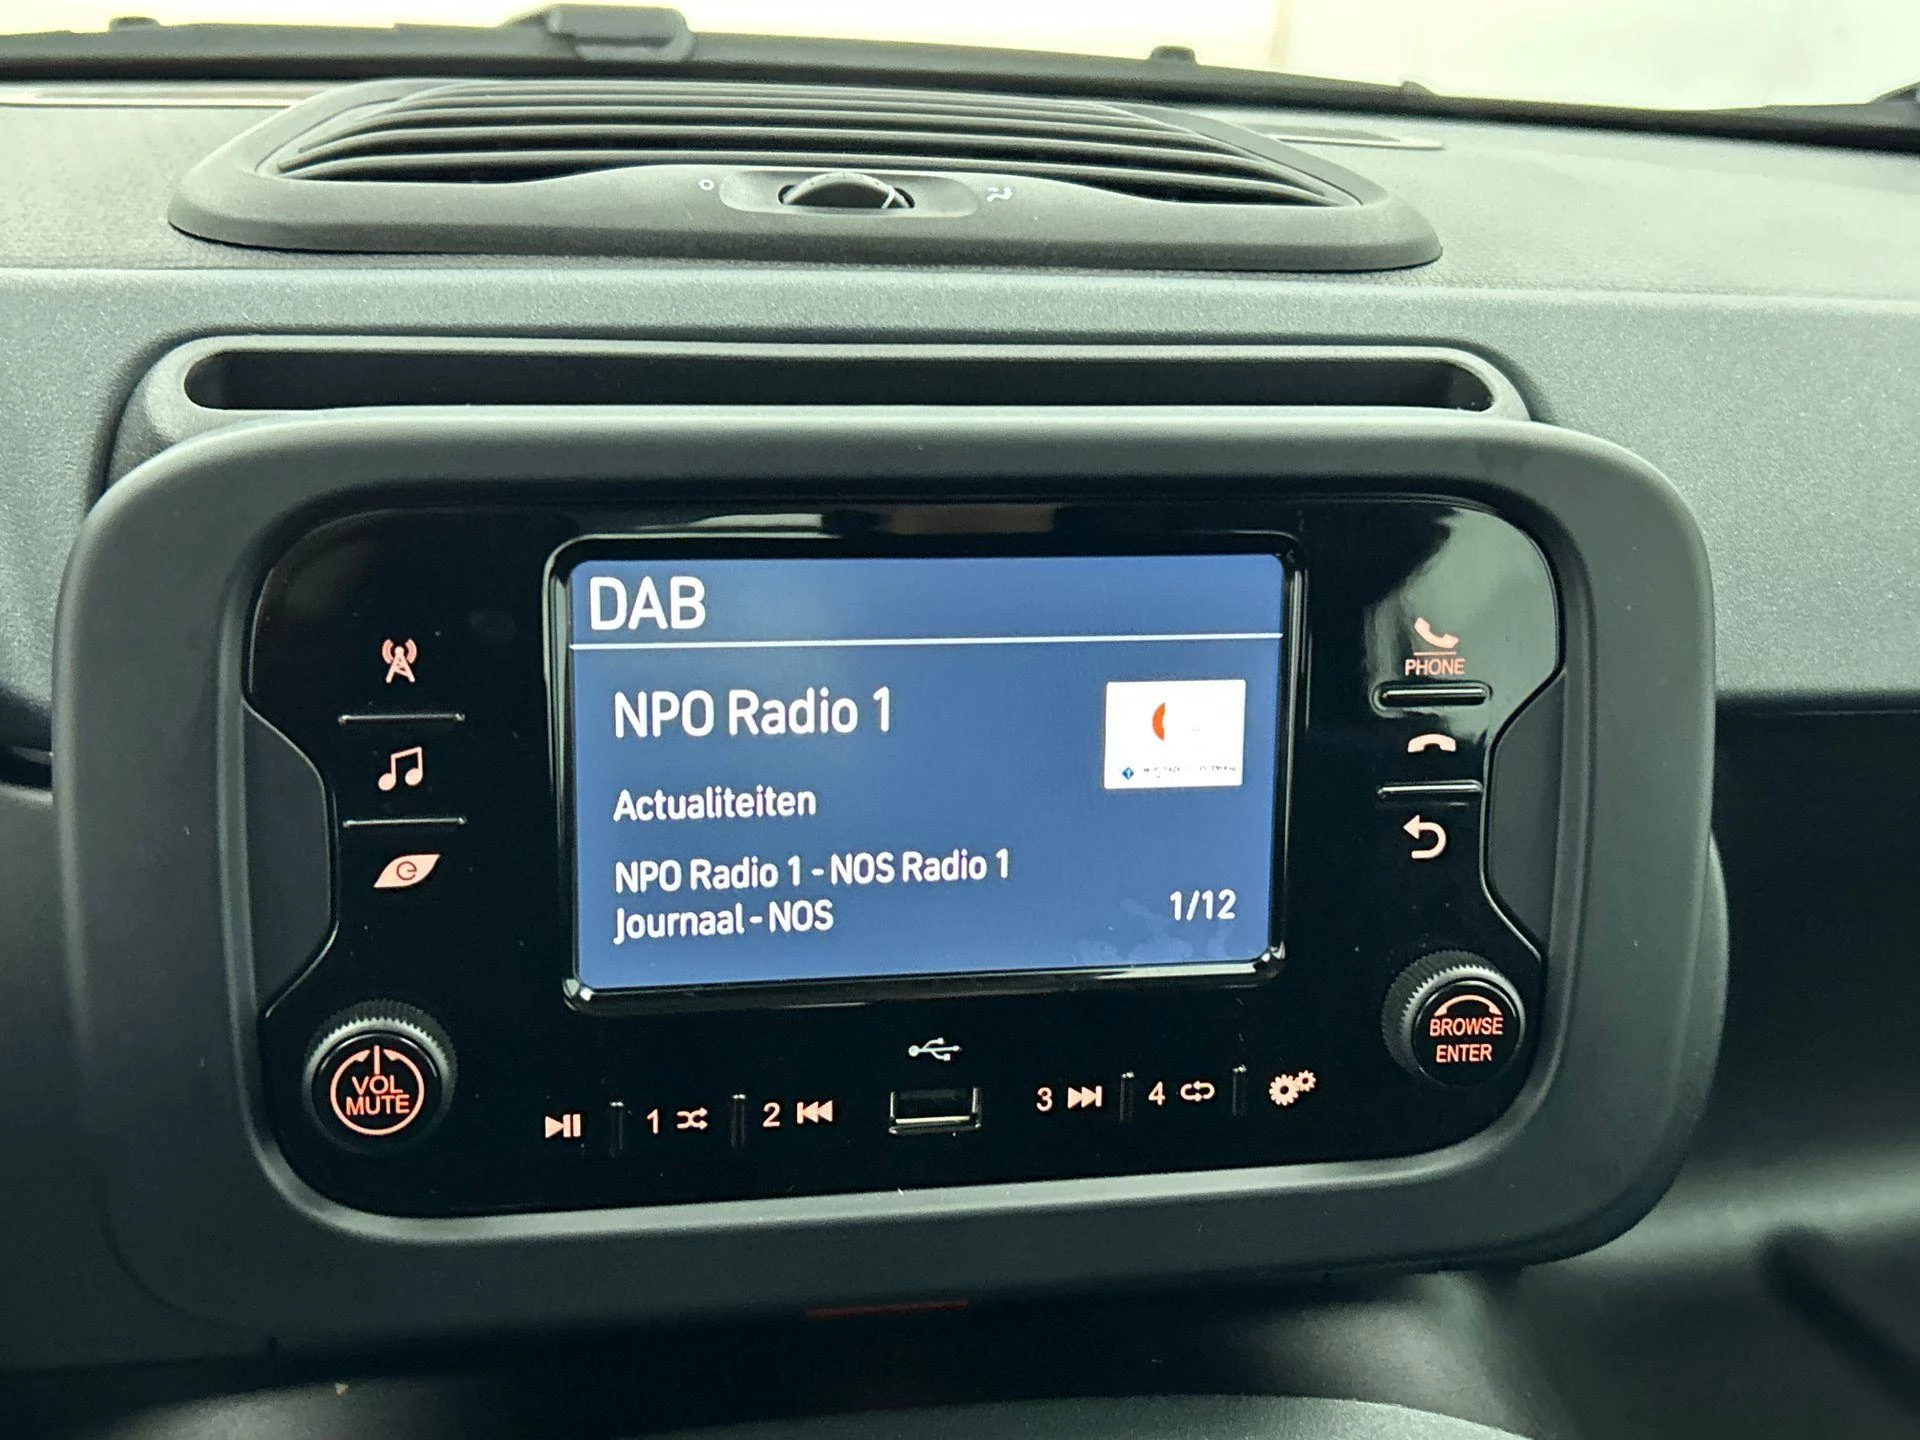 DAB
NPO Radio 1
Actualiteiten
NPO Radio 1 - NOS Radio 1
Journaal - NOS
1/12
PHONE
VOL
MUTE
BROWSE
ENTER
1
2
3
4